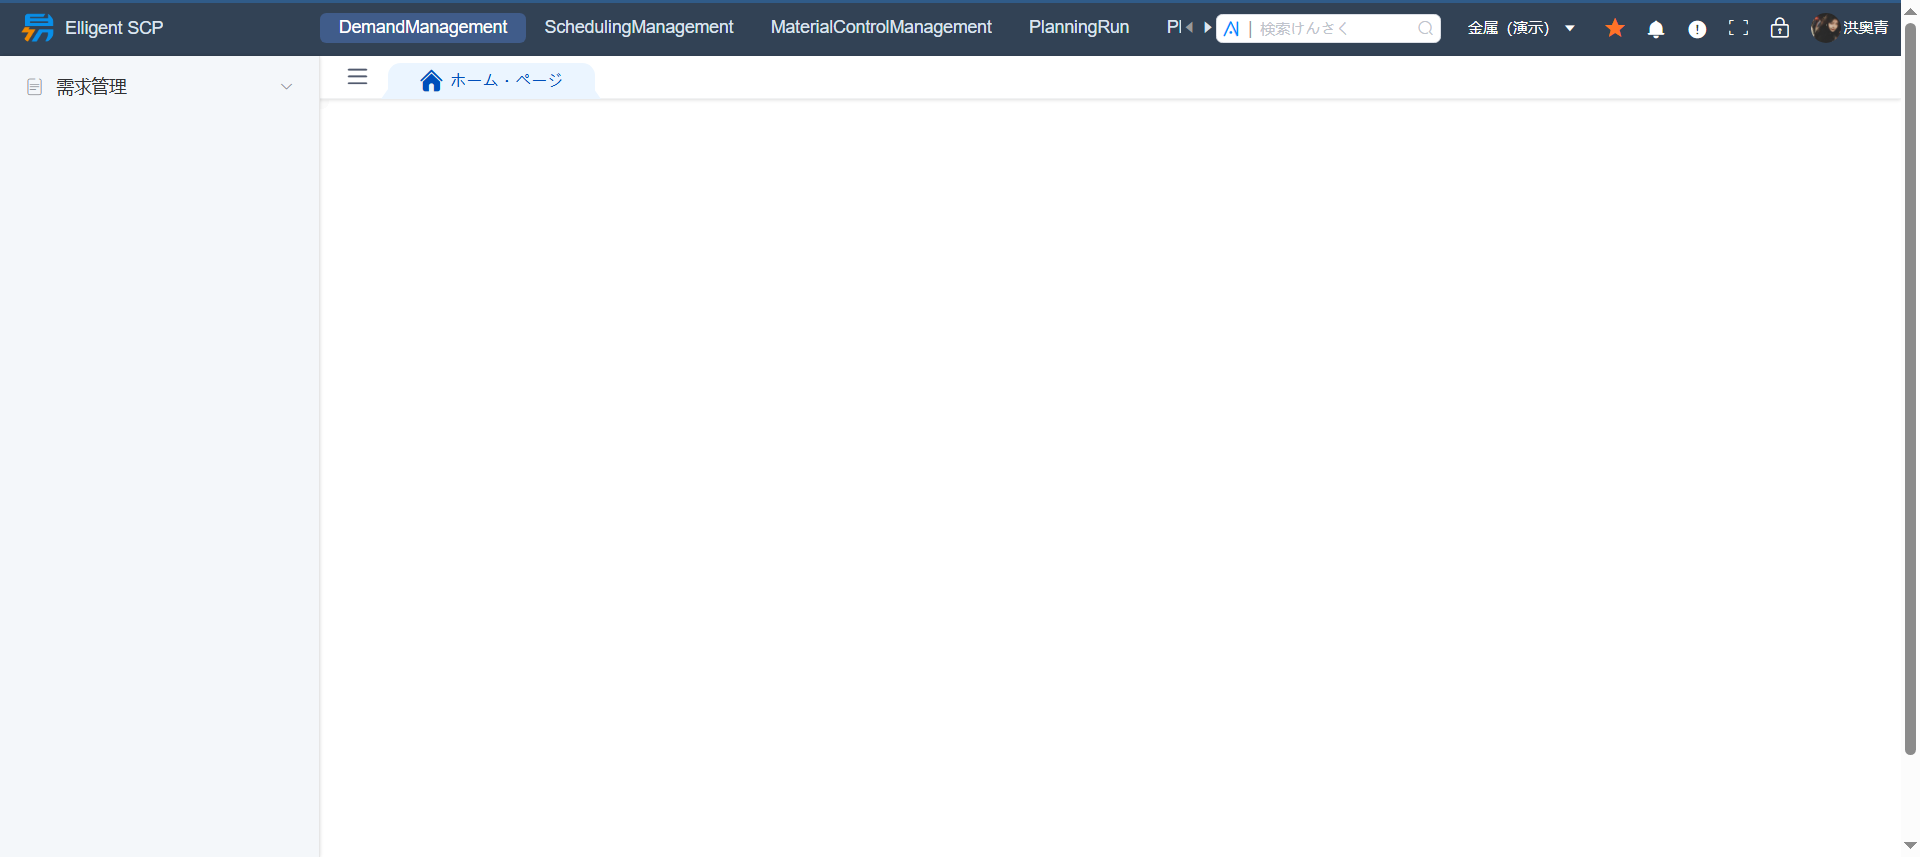 Elligent SCP
DemandManagement SchedulingManagement MaterialControlManagement PlanningRun Pl
AI | 検索けんさく
金属（演示）
洪奥青
需求管理
ホーム・ページ